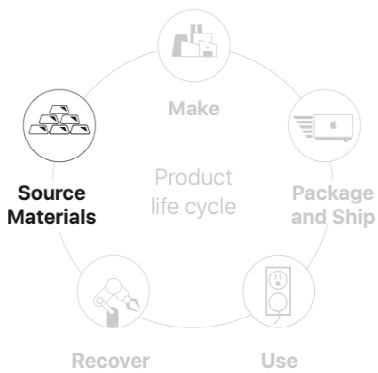 Make
Source
Materials
Product
life cycle
Package
and Ship
Recover
Use